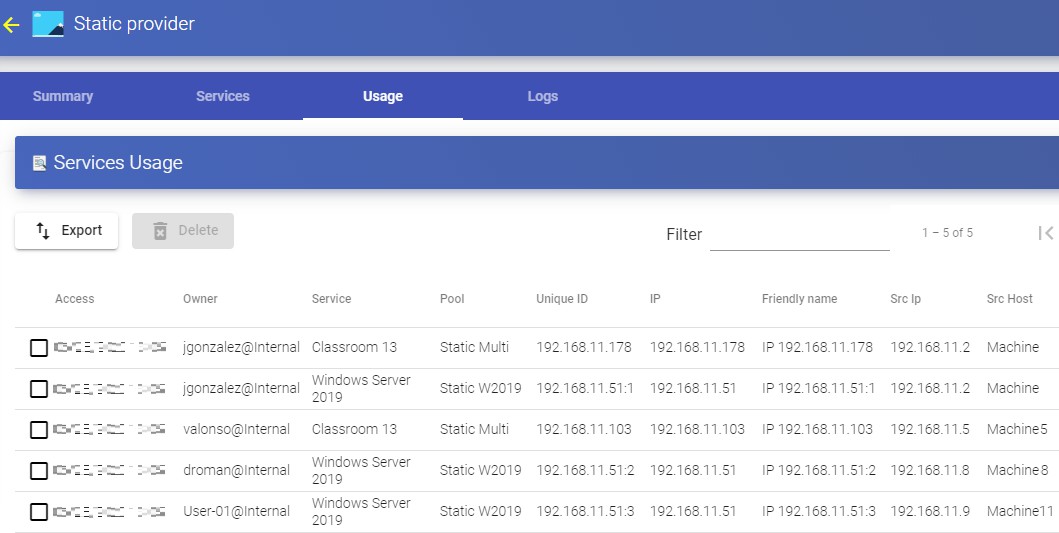 Static provider
Summary Services Usage Logs
Services Usage
Export Delete Filter 1 – 5 of 5
Access Owner Service Pool Unique ID IP Friendly name Src Ip Src Host
jgonzalez@Internal Classroom 13 Static Multi 192.168.11.178 192.168.11.178 IP 192.168.11.178 192.168.11.2 Machine
jgonzalez@Internal Windows Server 2019 Static W2019 192.168.11.51:1 192.168.11.51 IP 192.168.11.51:1 192.168.11.2 Machine
valonso@Internal Classroom 13 Static Multi 192.168.11.103 192.168.11.103 IP 192.168.11.103 192.168.11.5 Machine5
droman@Internal Windows Server 2019 Static W2019 192.168.11.51:2 192.168.11.51 IP 192.168.11.51:2 192.168.11.8 Machine8
User-01@Internal Windows Server 2019 Static W2019 192.168.11.51:3 192.168.11.51 IP 192.168.11.51:3 192.168.11.9 Machine11